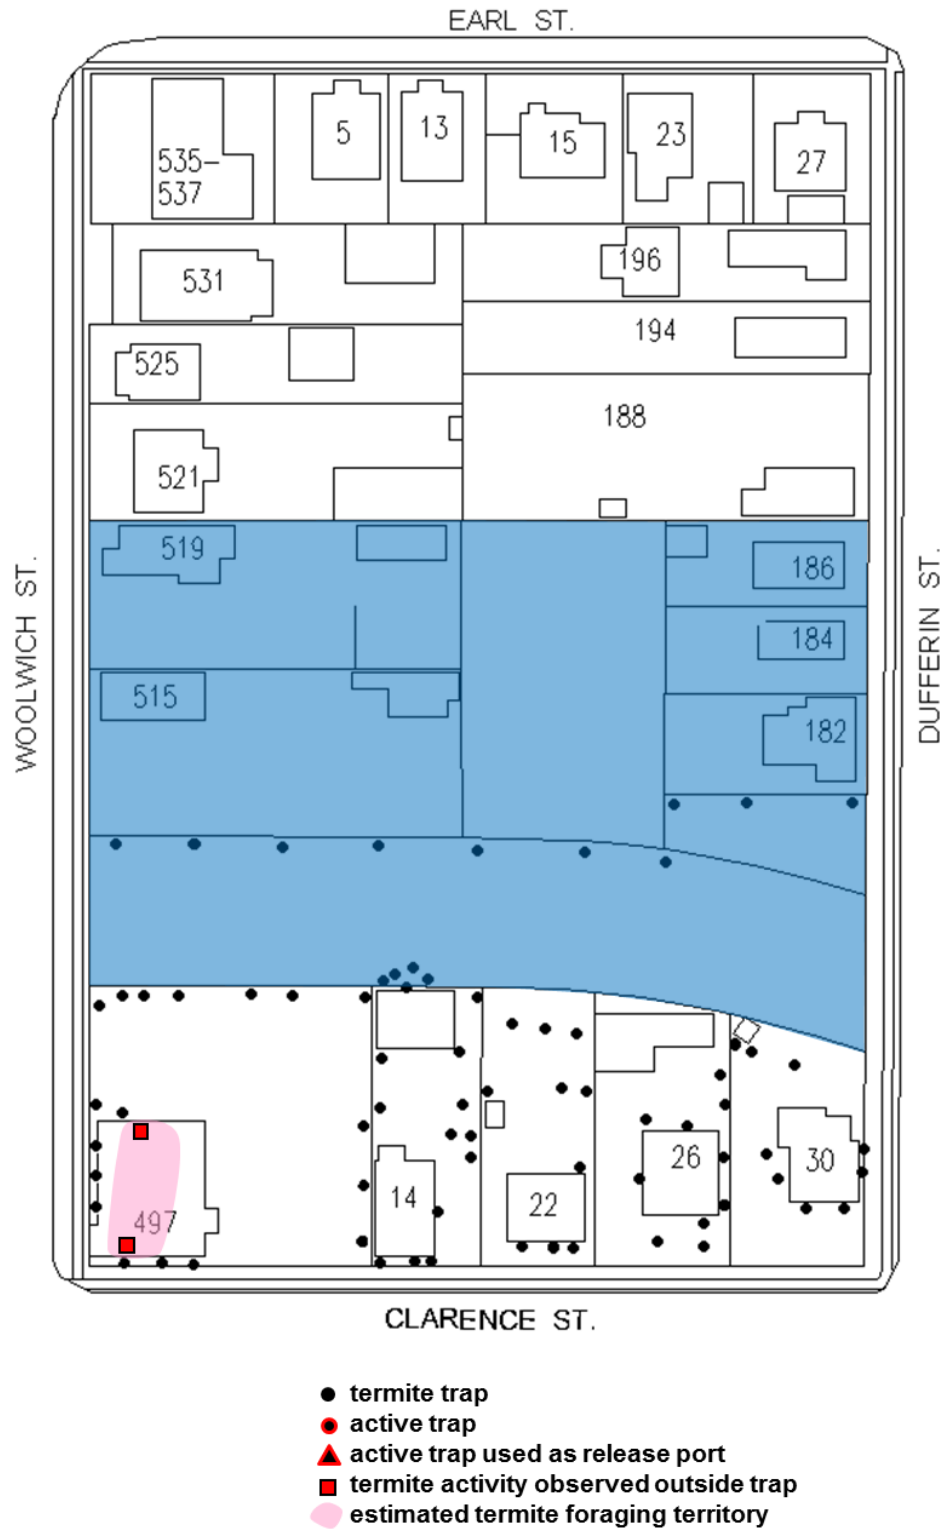 EARL ST.
5
13
15
23
27
535–
537
531
196
194
525
188
521
519
186
184
515
182
WOOLWICH ST.
DUFFERIN ST.
26
30
14
22
497
CLARENCE ST.
termite trap
active trap
active trap used as release port
termite activity observed outside trap
estimated termite foraging territory